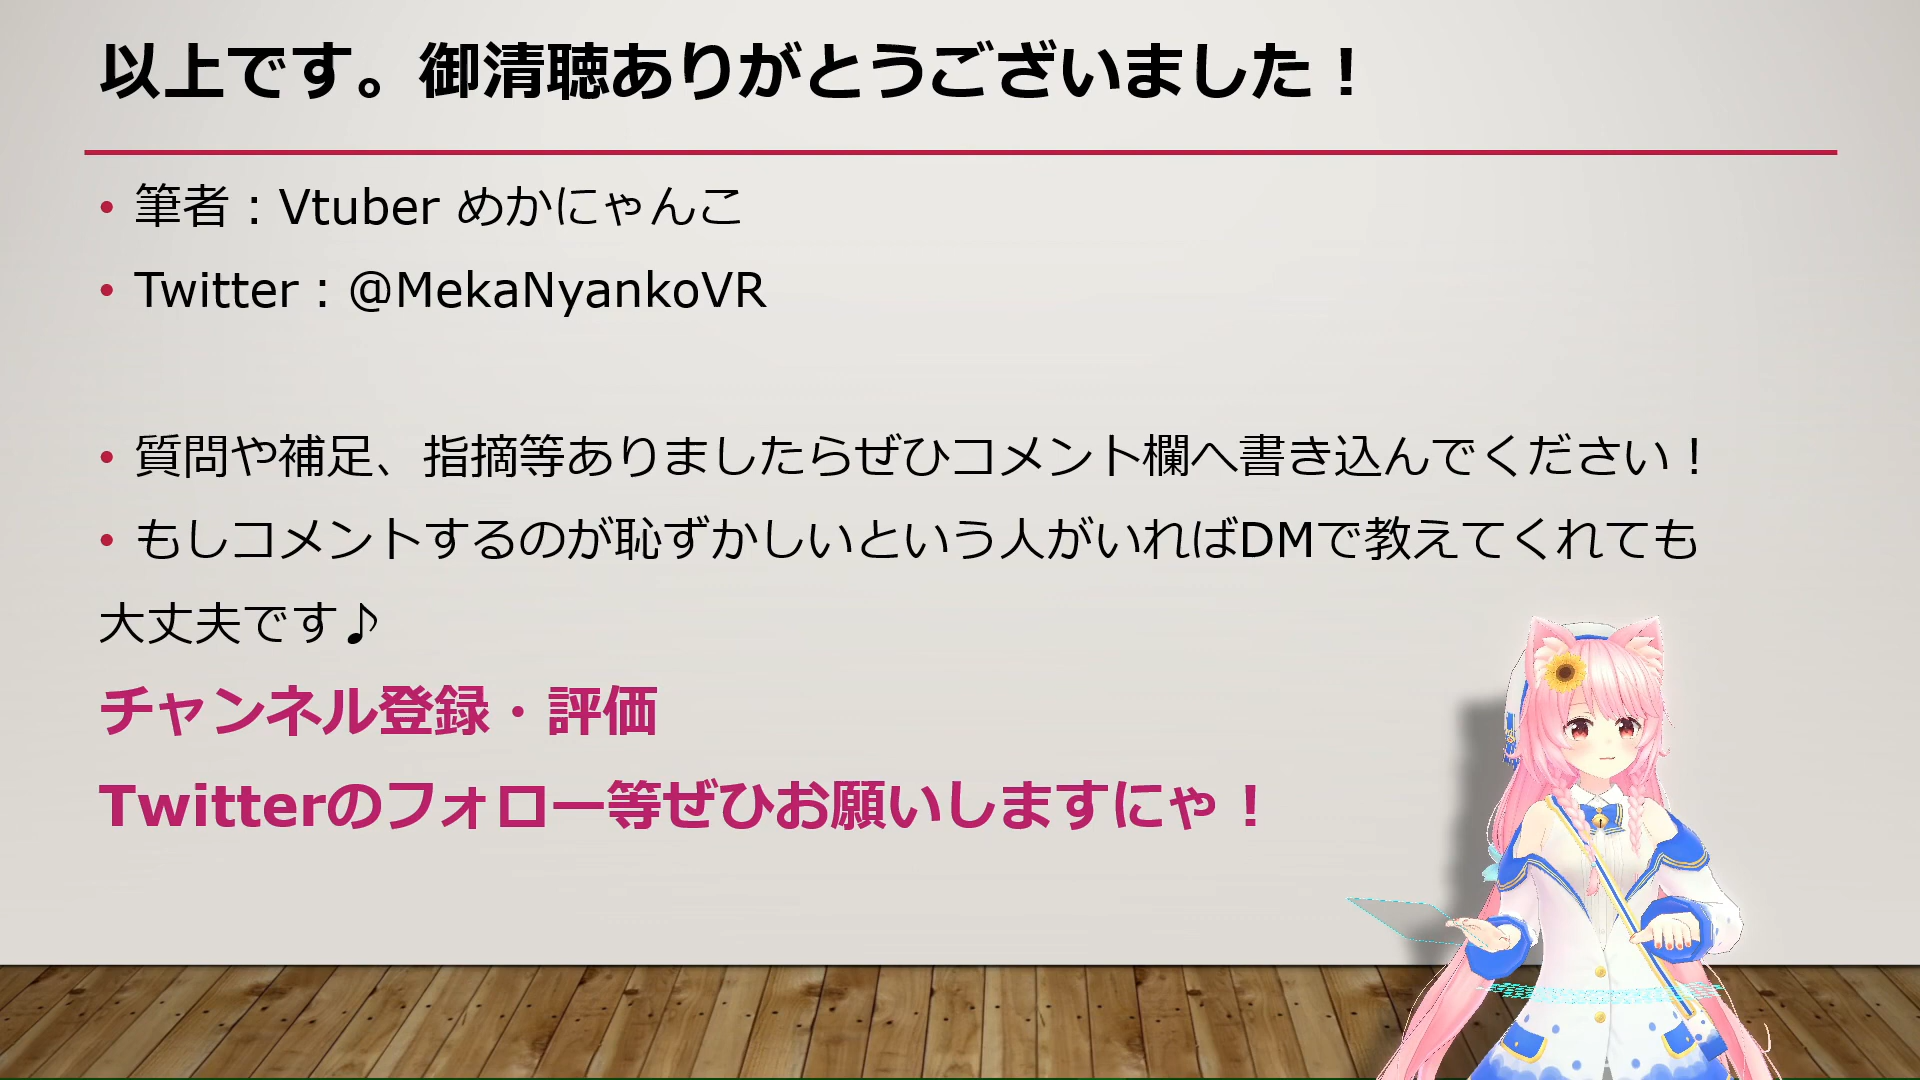 以上です。御清聴ありがとうございました！
• 筆者：Vtuber めかにゃんこ
• Twitter：@MekaNyankoVR
• 質問や補足、指摘等ありましたらぜひコメント欄へ書き込んでください！
• もしコメントするのが恥ずかしいという人がいればDMで教えてくれても
大丈夫です♪
チャンネル登録・評価
Twitterのフォロー等ぜひお願いしますにゃ！